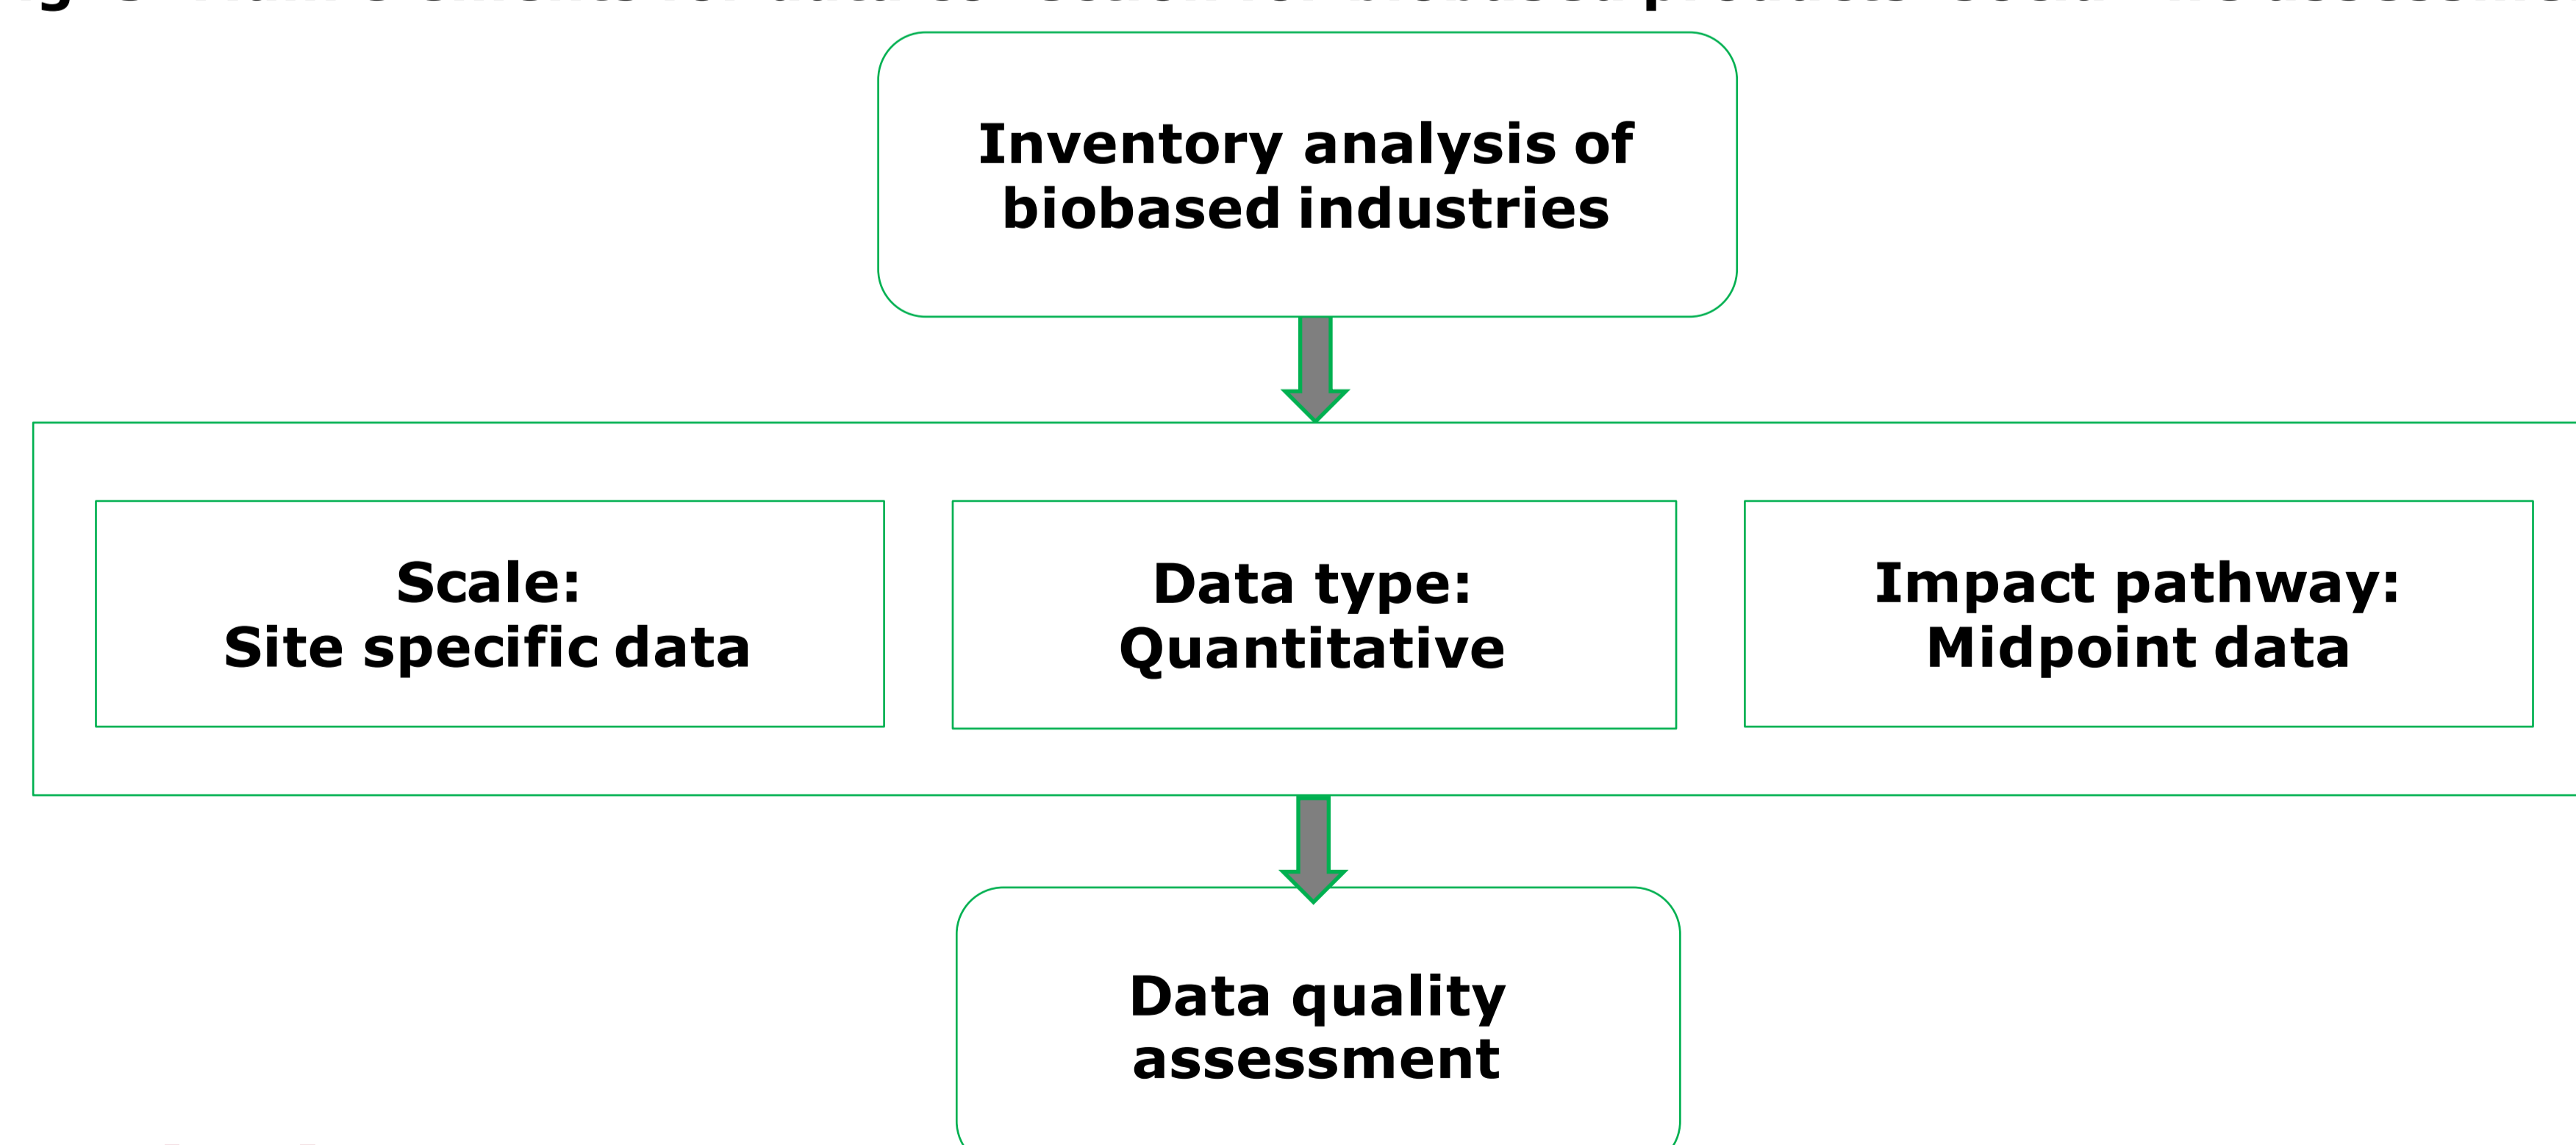 Inventory analysis of
biobased industries
Scale:
Site specific data
Data type:
Quantitative
Impact pathway:
Midpoint data
Data quality
assessment